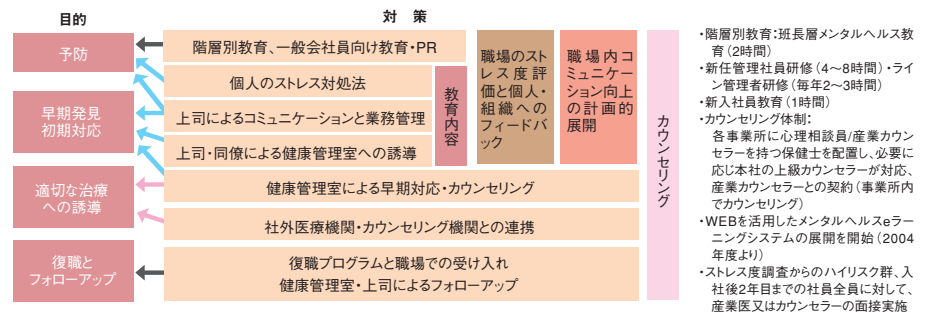 目的
対　策
予防
早期発見
初期対応
適切な治療
への誘導
復職と
フォローアップ
階層別教育、一般会社員向け教育・PR
個人のストレス対処法
上司によるコミュニケーションと業務管理
上司・同僚による健康管理室への誘導
教育内容
職場のスト
レス度評
価と個人・
組織への
フィードバ
ック
職場内コ
ミュニケー
ション向上
の計画的
展開
健康管理室による早期対応・カウンセリング
社外医療機関・カウンセリング機関との連携
復職プログラムと職場での受け入れ
健康管理室・上司によるフォローアップ
カウンセリング
・階層別教育：班長層メンタルヘルス教
育（2時間）
・新任管理社員研修（4〜8時間）・ライ
ン管理者研修（毎年2〜3時間）
・新入社員教育（1時間）
・カウンセリング体制：
各事業所に心理相談員/産業カウン
セラーを持つ保健士を配置し、必要に
応じ本社の上級カウンセラーが対応、
産業カウンセラーとの契約（事業所内
でカウンセリング）
・WEBを活用したメンタルヘルスeラー
ニングシステムの展開を開始（2004
年度より）
・ストレス度調査からのハイリスク群、入
社後2年目までの社員全員に対して、
産業医又はカウンセラーの面接実施